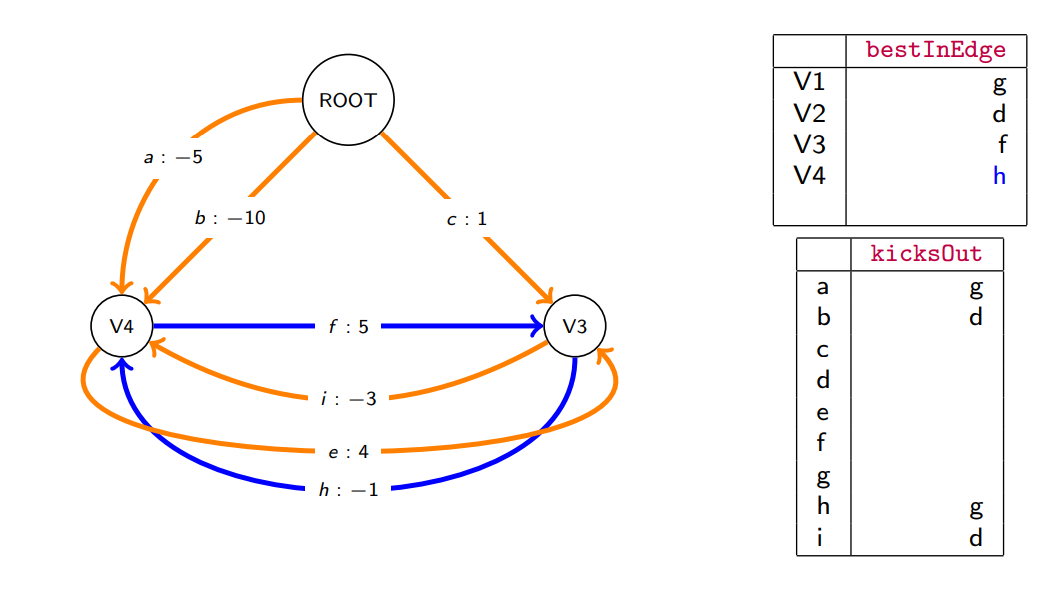 ROOT
a : −5
b : −10
c : 1
V4
f : 5
V3
i : −3
e : 4
h : −1
bestInEdge
V1 g
V2 d
V3 f
V4 h
kicksOut
a g
b d
c
d
e
f
g
h g
i d